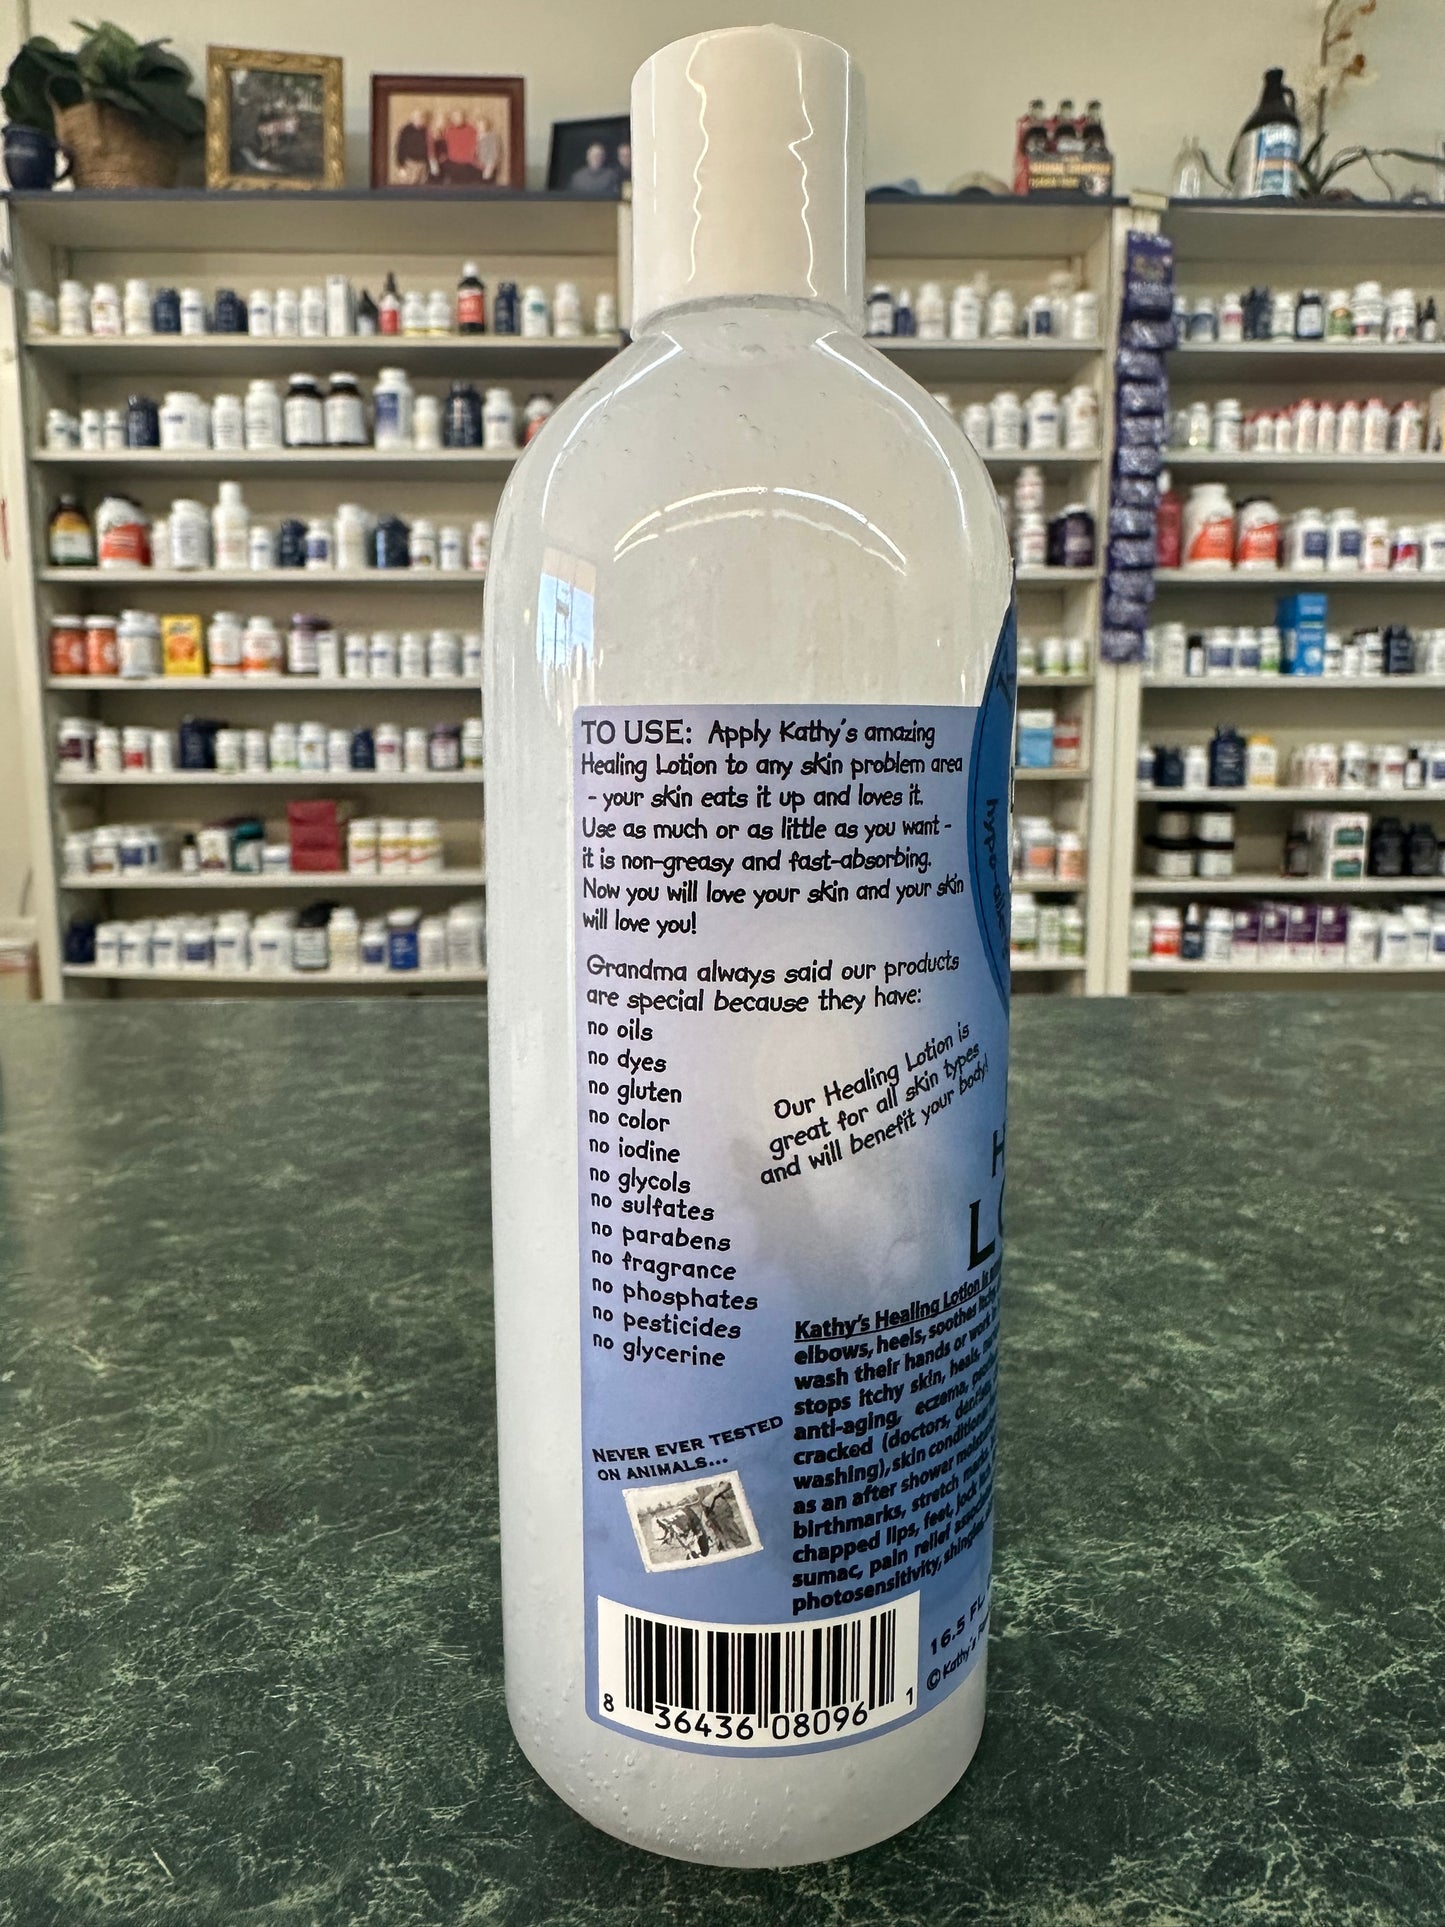 TO USE: Apply Kathy's amazing
Healing Lotion to any skin problem area
- your skin eats it up and loves it.
Use as much or as little as you want -
it is non-greasy and fast-absorbing.
Now you will love your skin and your skin
will love you!
Grandma always said our products
are special because they have:
no oils
no dyes
no gluten
no color
no iodine
no glycols
no sulfates
no parabens
no fragrance
no phosphates
no pesticides
no glycerine
Our Healing Lotion is
great for all skin types
and will benefit your body!
NEVER EVER TESTED
ON ANIMALS...
Kathy's Healing Lotion is
elbows, heels, soothes
wash their hands or work
stops itchy skin, heals,
anti-aging, eczema,
cracked (doctors,
washing), skin
as an after shower
birthmarks, stretch
chapped lips, feet, jock
sumac, pain relief
photosensitivity, shingles,
16.5 FL
© Kathy's
8 36436 08096 1